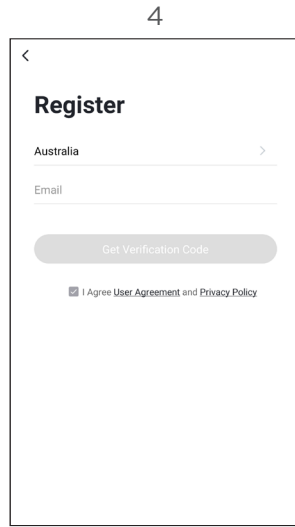 4
Register
Australia
Email
Get Verification Code
I Agree User Agreement and Privacy Policy